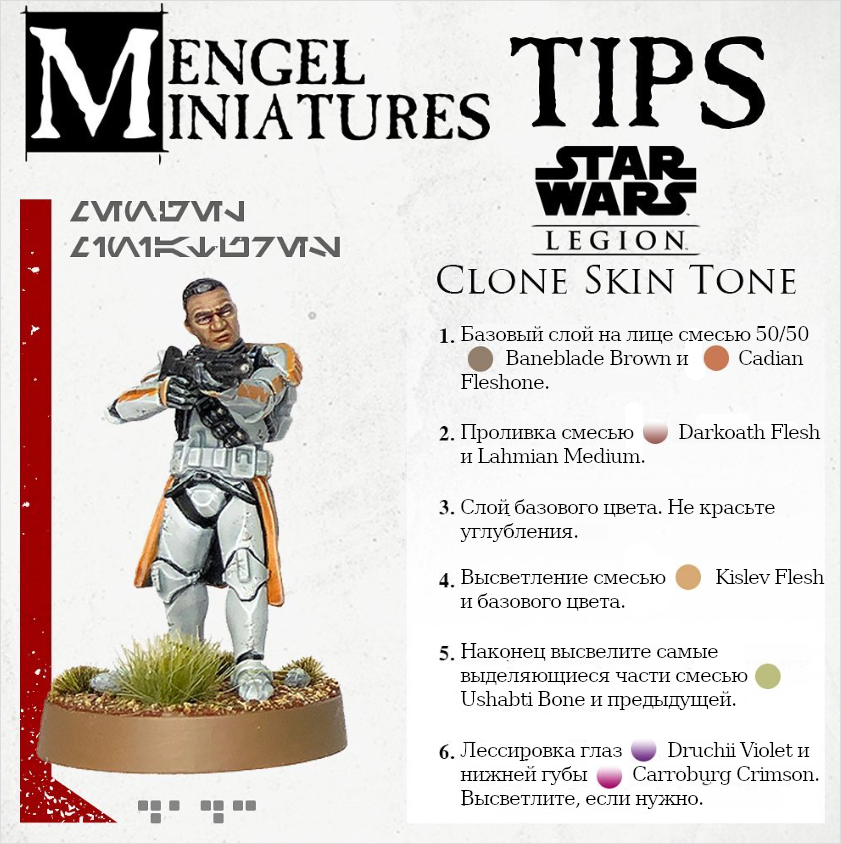 MENGEL
MINIATURES
TIPS
STAR
WARS
LEGION
CLONE SKIN TONE
1. Базовый слой на лице смесью 50/50
Baneblade Brown и Cadian
Fleshone.
2. Проливка смесью Darkoath Flesh
и Lahmian Medium.
3. Слой базового цвета. Не красьте
углубления.
4. Высветление смесью Kislev Flesh
и базового цвета.
5. Наконец высвелите самые
выделяющиеся части смесью
Ushabti Bone и предыдущей.
6. Лессировка глаз Druchii Violet и
нижней губы Carroburg Crimson.
Высветлите, если нужно.